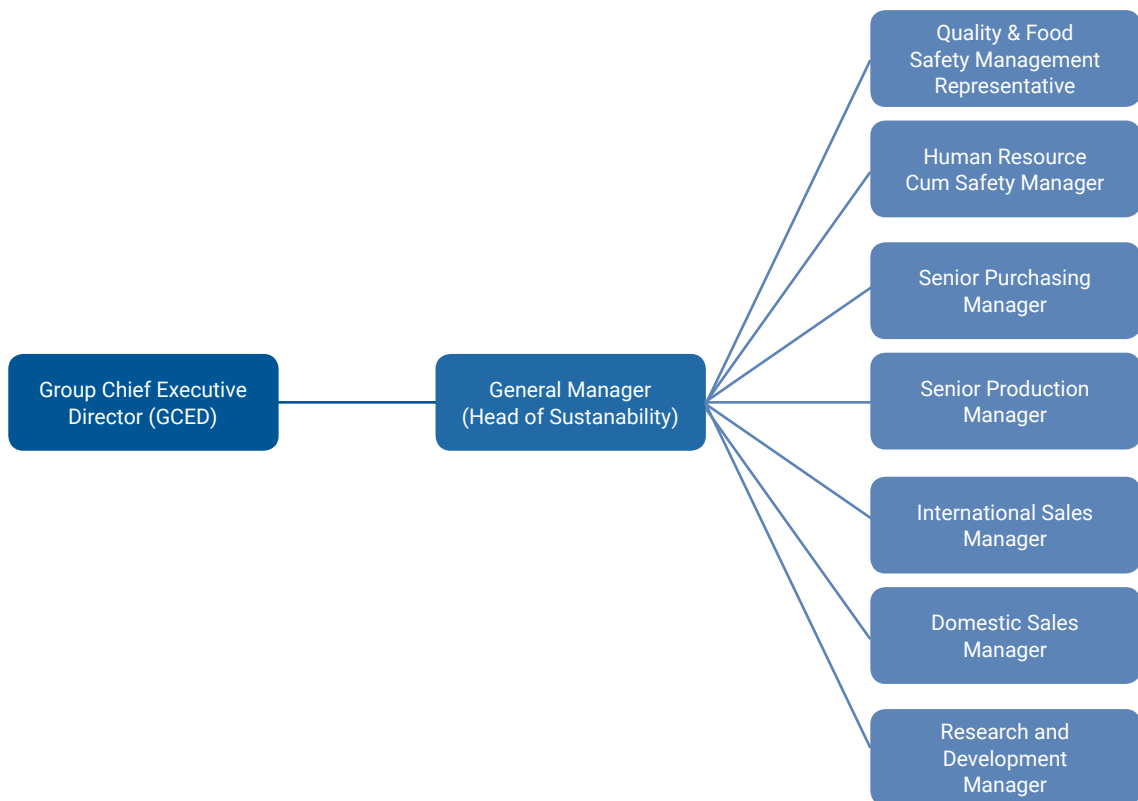 Quality & Food
Safety Management
Representative
Human Resource
Cum Safety Manager
Senior Purchasing
Manager
Group Chief Executive
Director (GCED)
General Manager
(Head of Sustanability)
Senior Production
Manager
International Sales
Manager
Domestic Sales
Manager
Research and
Development
Manager